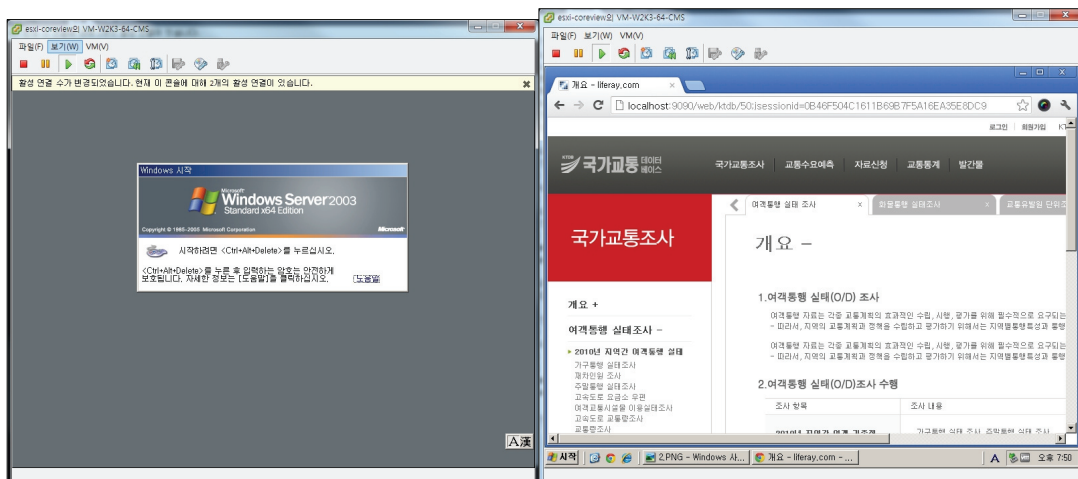 esxi-coreview의 VM-W2K3-64-CMS
파일(F) 보기(W) VM(V)
활성 연결 수가 변경되었습니다. 현재 이 콘솔에 대해 2개의 활성 연결이 있습니다.
Windows 시작
Microsoft
Windows Server 2003
Standard x64 Edition
Copyright © 1985-2005 Microsoft Corporation
Microsoft
시작하려면 <Ctrl+Alt+Delete>를 누르십시오.
<Ctrl+Alt+Delete>를 누른 후 입력하는 암호는 안전하게
보호됩니다. 자세한 정보는 [도움말]을 클릭하십시오.
도움말
A漢
esxi-coreview의 VM-W2K3-64-CMS
파일(F) 보기(W) VM(V)
개요 - liferay.com
localhost:9090/web/ktdb/50;jsessionid=0B46F504C1611B69B7F5A16EA35E8DC9
로그인 회원가입
KTDB 국가교통 데이터
베이스
국가교통조사 교통수요예측 자료신청 교통통계 발간물
여객통행 실태 조사 x 화물통행 실태조사 x 교통유발원 단위조
국가교통조사
개요 -
개요 +
여객통행 실태조사 -
2010년 지역간 여객통행 실태
가구통행 실태조사
재차인원 조사
주말통행 실태조사
고속도로 요금소 우편
여객교통시설물 이용실태조사
고속도로 교통량조사
교통량조사
1.여객통행 실태(O/D) 조사
여객통행 자료는 각종 교통계획의 효과적인 수립, 시행, 평가를 위해 필수적으로 요구되는
- 따라서, 지역의 교통계획과 정책을 수립하고 평가하기 위해서는 지역별통행특성과 통행
여객통행 자료는 각종 교통계획의 효과적인 수립, 시행, 평가를 위해 필수적으로 요구되는
- 따라서, 지역의 교통계획과 정책을 수립하고 평가하기 위해서는 지역별통행특성과 통행
2.여객통행 실태(O/D)조사 수행
조사 항목 조사 내용
가구통행 실태 조사, 주말통행 실태 조사
시작 2.PNG - Windows 사... 개요 - liferay.com - ... A 오후 7:50